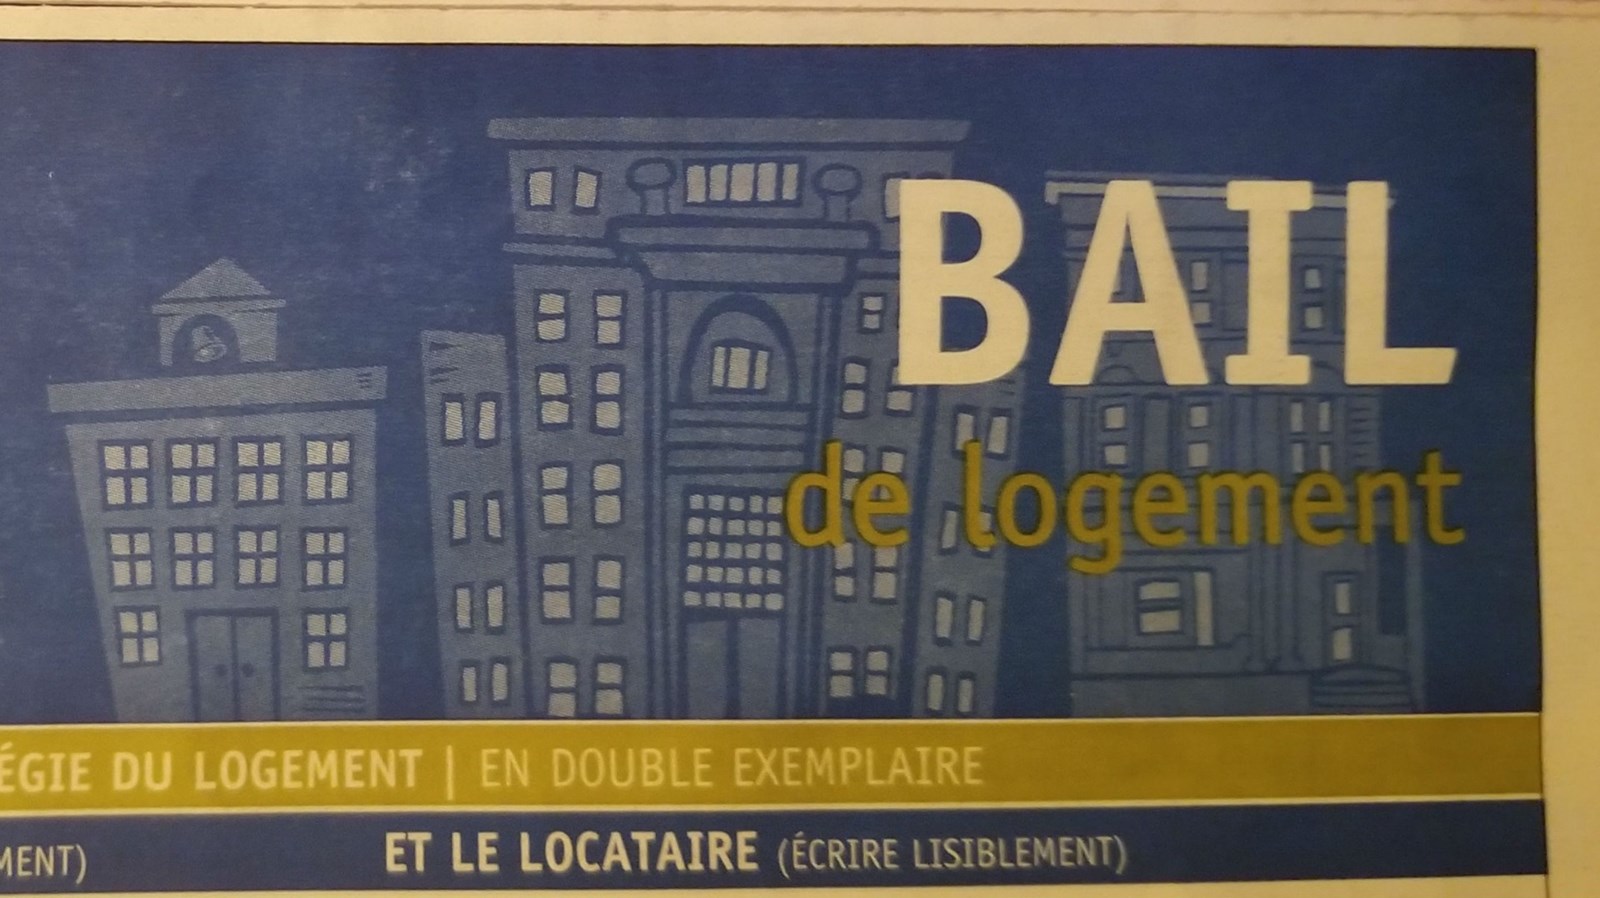 BAIL
de logement
ÉGIE DU LOGEMENT | EN DOUBLE EXEMPLAIRE
MENT) ET LE LOCATAIRE (ÉCRIRE LISIBLEMENT)